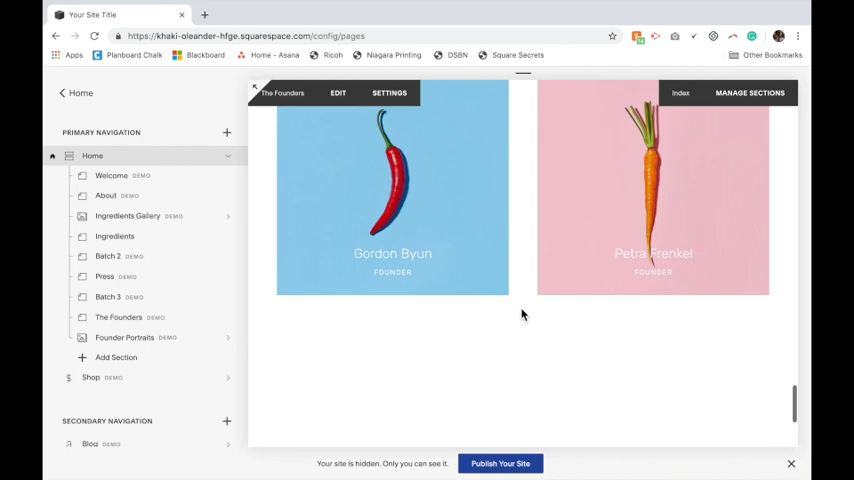 Your Site Title
https://khaki-oleander-hfge.squarespace.com/config/pages
Apps Planboard Chalk Blackboard Home - Asana Ricoh Niagara Printing DSBN Square Secrets Other Bookmarks
Home
PRIMARY NAVIGATION
Home
Welcome DEMO
About DEMO
Ingredients Gallery DEMO
Ingredients
Batch 2 DEMO
Press DEMO
Batch 3 DEMO
The Founders DEMO
Founder Portraits DEMO
Add Section
Shop DEMO
SECONDARY NAVIGATION
Blog DEMO
The Founders EDIT SETTINGS
Index MANAGE SECTIONS
Gordon Byun
FOUNDER
Petra Frenkel
FOUNDER
Your site is hidden. Only you can see it. Publish Your Site